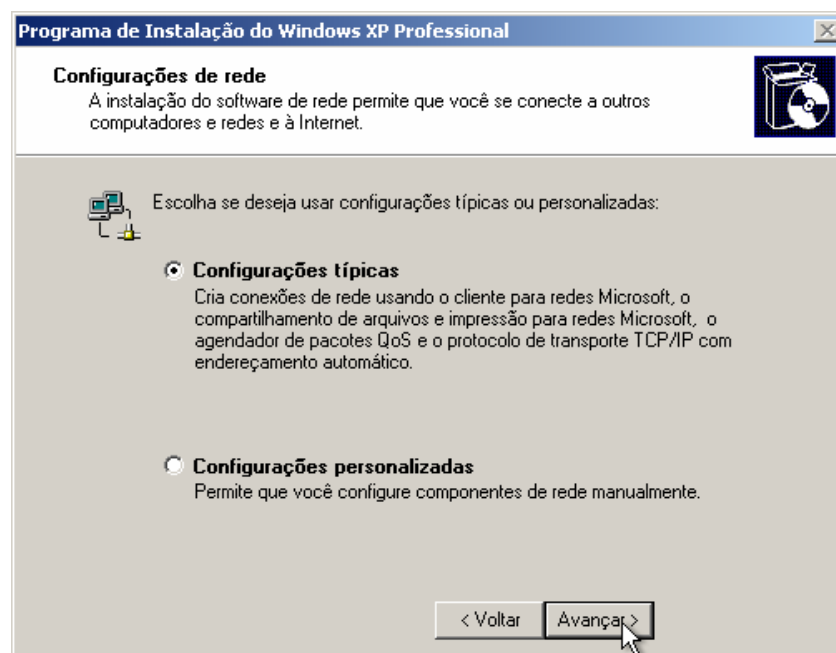 Programa de Instalação do Windows XP Professional
Configurações de rede
A instalação do software de rede permite que você se conecte a outros
computadores e redes e à Internet.
Escolha se deseja usar configurações típicas ou personalizadas:
Configurações típicas
Cria conexões de rede usando o cliente para redes Microsoft, o
compartilhamento de arquivos e impressão para redes Microsoft, o
agendador de pacotes QoS e o protocolo de transporte TCP/IP com
endereçamento automático.
Configurações personalizadas
Permite que você configure componentes de rede manualmente.
< Voltar Avançar >